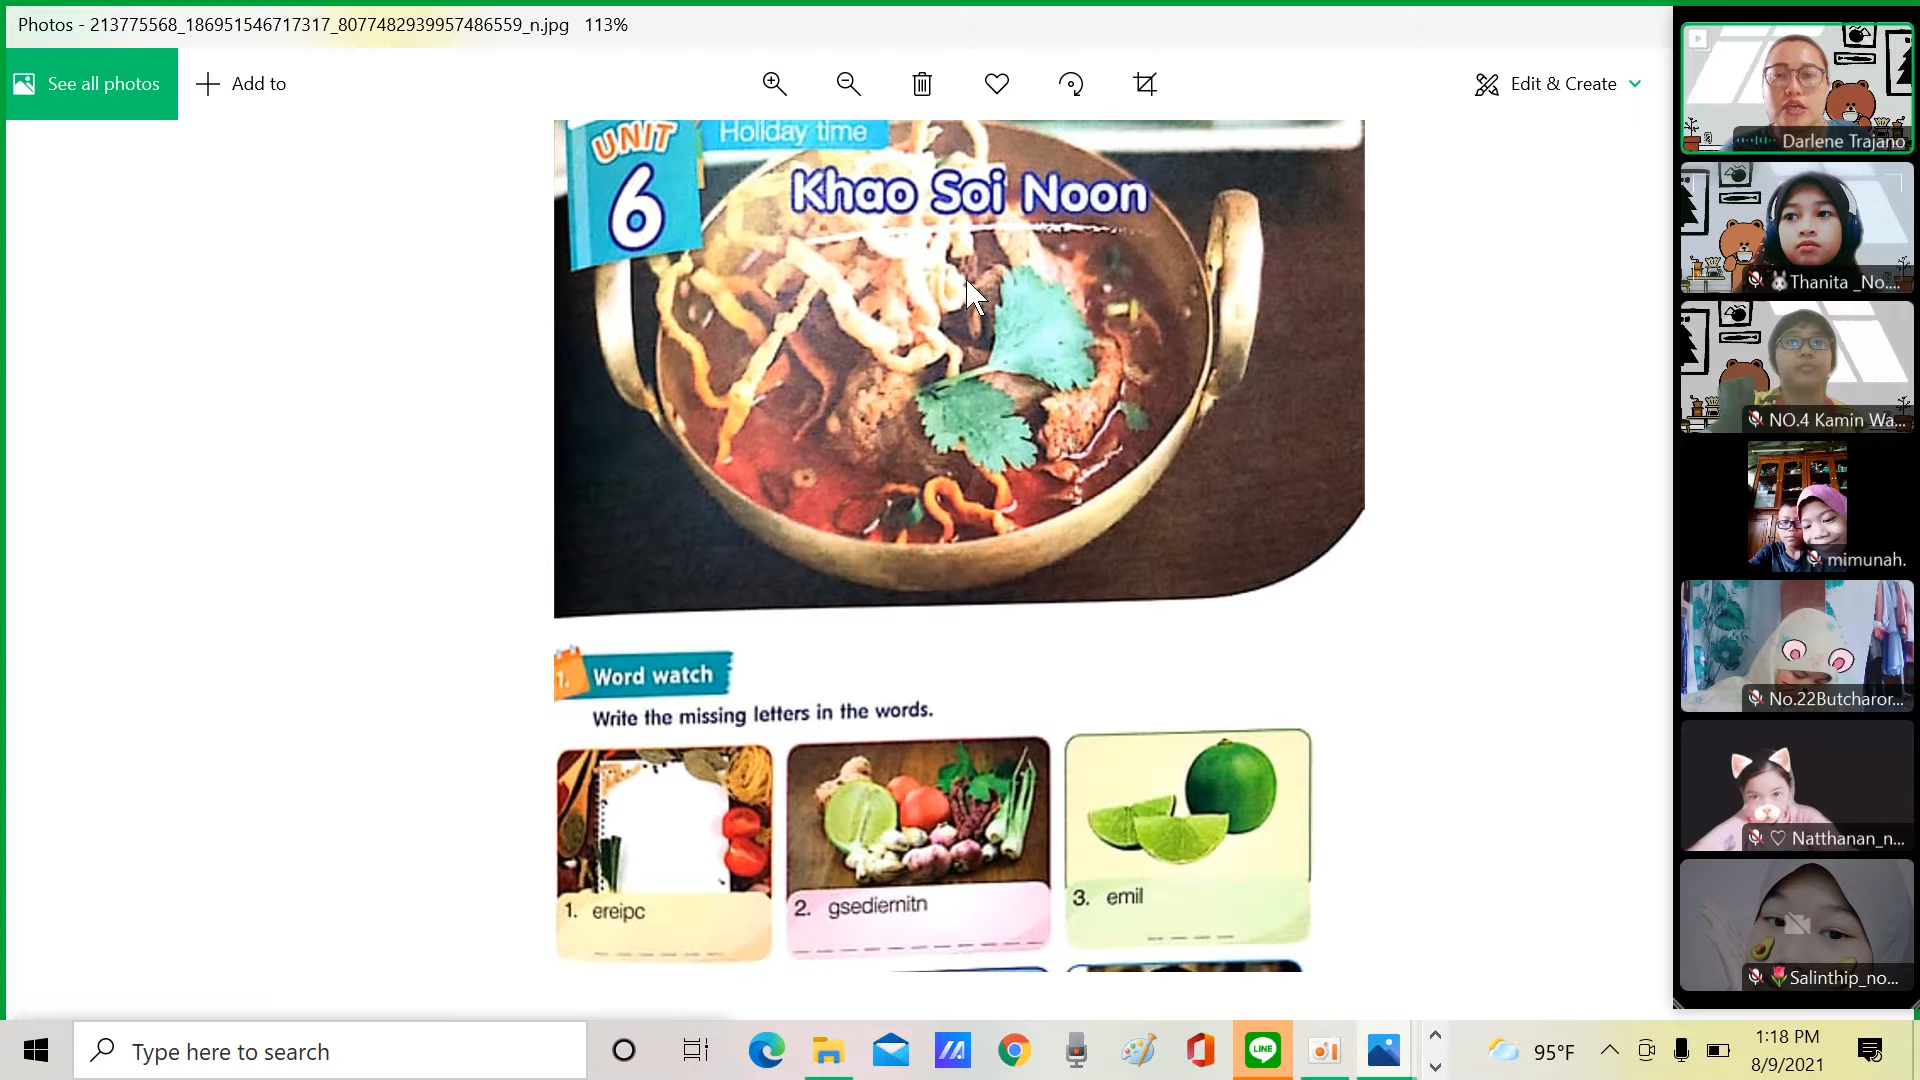 Photos - 213775568_186951546717317_8077482939957486559_n.jpg 113%
See all photos
Add to
Edit & Create
UNIT
6
Holiday time
Khao Soi Noon
1. Word watch
Write the missing letters in the words.
1. ereipc
2. gsediernitn
3. emil
Darlene Trajano
Thanita _No....
NO.4 Kamin Wa...
mimunah.
No.22Butcharor...
♡ Natthanan_n...
Salinthip_no...
Type here to search
LINE
95°F
1:18 PM
8/9/2021